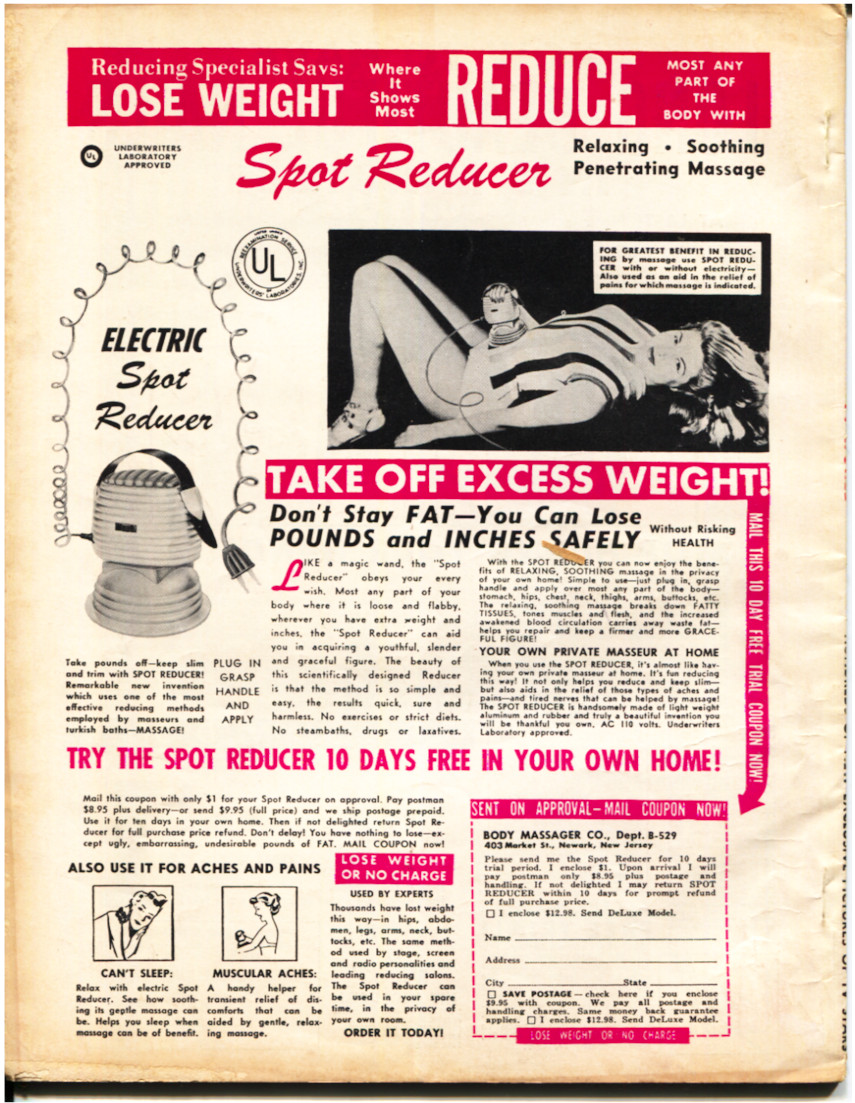 Reducing Specialist Says:
LOSE WEIGHT
Where
It
Shows
Most
REDUCE
MOST ANY
PART OF
THE
BODY WITH
UL
UNDERWRITERS
LABORATORY
APPROVED
Spot Reducer
Relaxing • Soothing
Penetrating Massage
REEXAMINATION SERVICE
UL
UNDERWRITERS' LABORATORIES, INC.
FOR GREATEST BENEFIT IN REDUC-
ING by massage use SPOT REDU-
CER with or without electricity—
Also used as an aid in the relief of
pains for which massage is indicated.
ELECTRIC
Spot
Reducer
TAKE OFF EXCESS WEIGHT!
Don't Stay FAT—You Can Lose
POUNDS and INCHES SAFELY
Without Risking
HEALTH
MAIL THIS 10 DAY FREE TRIAL COUPON NOW!
LIKE a magic wand, the "Spot
Reducer" obeys your every
wish. Most any part of your
body where it is loose and flabby,
wherever you have extra weight and
inches, the "Spot Reducer" can aid
you in acquiring a youthful, slender
and graceful figure. The beauty of
this scientifically designed Reducer
is that the method is so simple and
easy, the results quick, sure and
harmless. No exercises or strict diets.
No steambaths, drugs or laxatives.
With the SPOT REDUCER you can now enjoy the bene-
fits of RELAXING, SOOTHING massage in the privacy
of your own home! Simple to use—just plug in, grasp
handle and apply over most any part of the body—
stomach, hips, chest, neck, thighs, arms, buttocks, etc.
The relaxing, soothing massage breaks down FATTY
TISSUES, tones muscles and flesh, and the increased
awakened blood circulation carries away waste fat—
helps you repair and keep a firmer and more GRACE-
FUL FIGURE!
YOUR OWN PRIVATE MASSEUR AT HOME
When you use the SPOT REDUCER, it's almost like hav-
ing your own private masseur at home. It's fun reducing
this way! It not only helps you reduce and keep slim—
but also aids in the relief of those types of aches and
pains—and tired nerves that can be helped by massage!
The SPOT REDUCER is handsomely made of light weight
aluminum and rubber and truly a beautiful invention you
will be thankful you own. AC 110 volts. Underwriters
Laboratory approved.
Take pounds off—keep slim
and trim with SPOT REDUCER!
Remarkable new invention
which uses one of the most
effective reducing methods
employed by masseurs and
turkish baths—MASSAGE!
PLUG IN
GRASP
HANDLE
AND
APPLY
TRY THE SPOT REDUCER 10 DAYS FREE IN YOUR OWN HOME!
Mail this coupon with only $1 for your Spot Reducer on approval. Pay postman
$8.95 plus delivery—or send $9.95 (full price) and we ship postage prepaid.
Use it for ten days in your own home. Then if not delighted return Spot Re-
ducer for full purchase price refund. Don't delay! You have nothing to lose—ex-
cept ugly, embarrassing, undesirable pounds of FAT. MAIL COUPON now!
ALSO USE IT FOR ACHES AND PAINS
CAN'T SLEEP:
Relax with electric Spot
Reducer. See how sooth-
ing its gentle massage can
be. Helps you sleep when
massage can be of benefit.
MUSCULAR ACHES:
A handy helper for
transient relief of dis-
comforts that can be
aided by gentle, relax-
ing massage.
LOSE WEIGHT
OR NO CHARGE
USED BY EXPERTS
Thousands have lost weight
this way—in hips, abdo-
men, legs, arms, neck, but-
tocks, etc. The same meth-
od used by stage, screen
and radio personalities and
leading reducing salons.
The Spot Reducer can
be used in your spare
time, in the privacy of
your own room.
ORDER IT TODAY!
SENT ON APPROVAL—MAIL COUPON NOW!
BODY MASSAGER CO., Dept. B-529
403 Market St., Newark, New Jersey
Please send me the Spot Reducer for 10 days
trial period. I enclose $1. Upon arrival I will
pay postman only $8.95 plus postage and
handling. If not delighted I may return SPOT
REDUCER within 10 days for prompt refund
of full purchase price.
☐ I enclose $12.98. Send DeLuxe Model.
Name
Address
City State
☐ SAVE POSTAGE — check here if you enclose
$9.95 with coupon. We pay all postage and
handling charges. Same money back guarantee
applies. ☐ I enclose $12.98. Send DeLuxe Model.
LOSE WEIGHT OR NO CHARGE